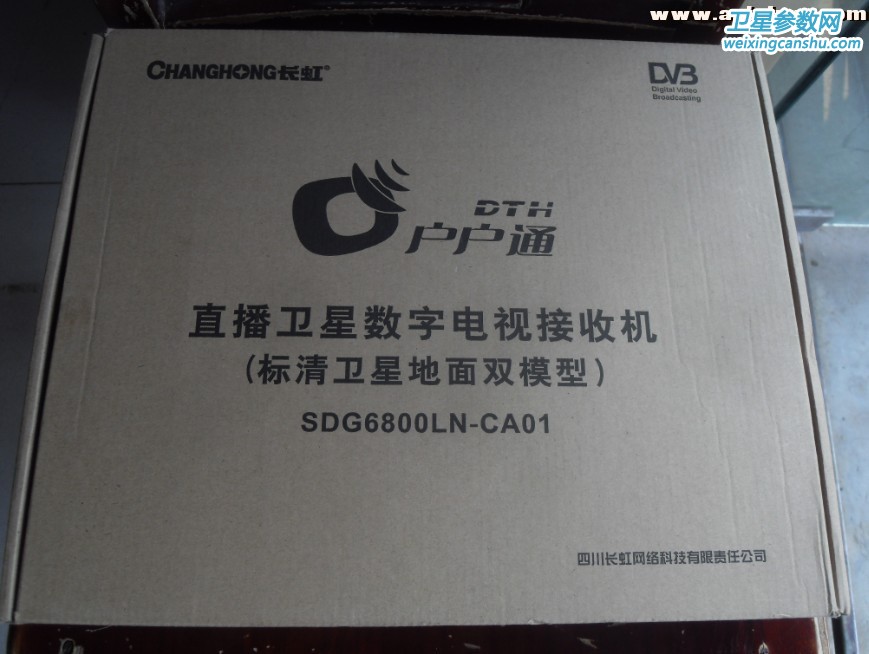 卫星参数网
weixingcanshu.com
CHANGHONG长虹®
DVB
Digital Video
Broadcasting
DTH
户户通
直播卫星数字电视接收机
(标清卫星地面双模型)
SDG6800LN-CA01
四川长虹网络科技有限责任公司